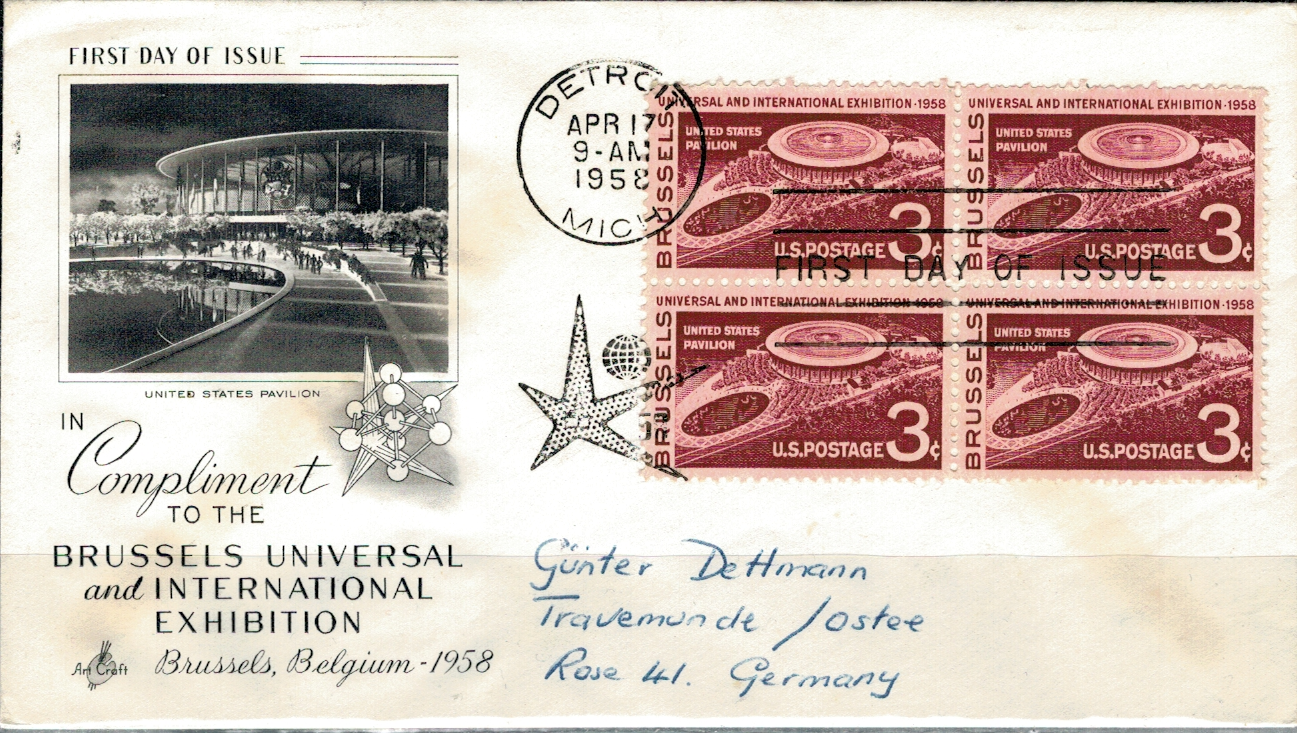 FIRST DAY OF ISSUE
UNITED STATES PAVILION
IN
Compliment
TO THE
BRUSSELS UNIVERSAL
and INTERNATIONAL
EXHIBITION
Brussels, Belgium - 1958
Art Craft
DETROIT
APR 17
9-AM
1958
MICH
UNIVERSAL AND INTERNATIONAL EXHIBITION · 1958
UNITED STATES
PAVILION
BRUSSELS
U.S. POSTAGE 3¢
UNIVERSAL AND INTERNATIONAL EXHIBITION · 1958
UNITED STATES
PAVILION
BRUSSELS
U.S. POSTAGE 3¢
FIRST DAY OF ISSUE
UNIVERSAL AND INTERNATIONAL EXHIBITION · 1958
UNITED STATES
PAVILION
BRUSSELS
U.S. POSTAGE 3¢
UNIVERSAL AND INTERNATIONAL EXHIBITION · 1958
UNITED STATES
PAVILION
BRUSSELS
U.S. POSTAGE 3¢
Günter Dettmann
Travemunde / ostee
Rose 41. Germany